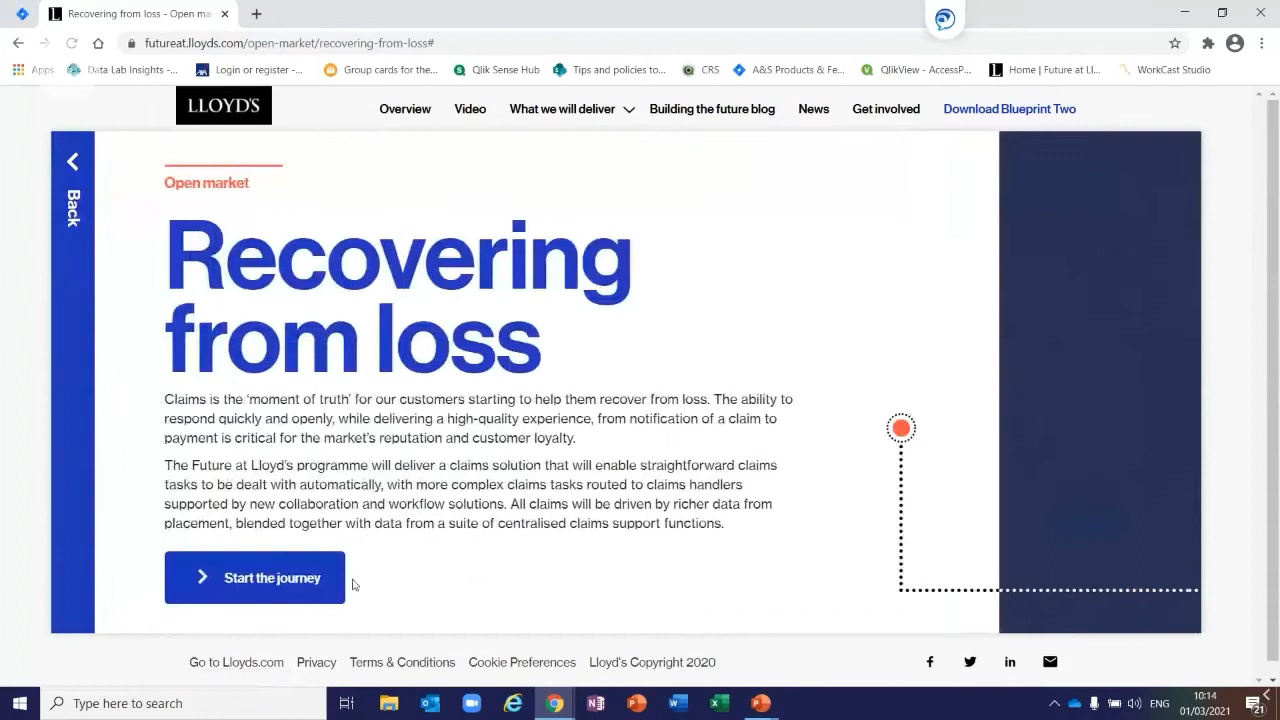 Recovering from loss - Open ma
futureat.lloyds.com/open-market/recovering-from-loss#
Apps
Data Lab Insights -...
Login or register -...
Group cards for the...
Qlik Sense Hub
Tips and policies to...
CRS
A&S Products & Fe...
QlikView - AccessP...
Home | Future at Ll...
WorkCast Studio
LLOYD'S
Overview
Video
What we will deliver
Building the future blog
News
Get involved
Download Blueprint Two
Back
Open market
Recovering
from loss
Claims is the ‘moment of truth’ for our customers starting to help them recover from loss. The ability to
respond quickly and openly, while delivering a high-quality experience, from notification of a claim to
payment is critical for the market’s reputation and customer loyalty.
The Future at Lloyd’s programme will deliver a claims solution that will enable straightforward claims
tasks to be dealt with automatically, with more complex claims tasks routed to claims handlers
supported by new collaboration and workflow solutions. All claims will be driven by richer data from
placement, blended together with data from a suite of centralised claims support functions.
Start the journey
Go to Lloyds.com
Privacy
Terms & Conditions
Cookie Preferences
Lloyd's Copyright 2020
Type here to search
ENG
10:14
01/03/2021
21